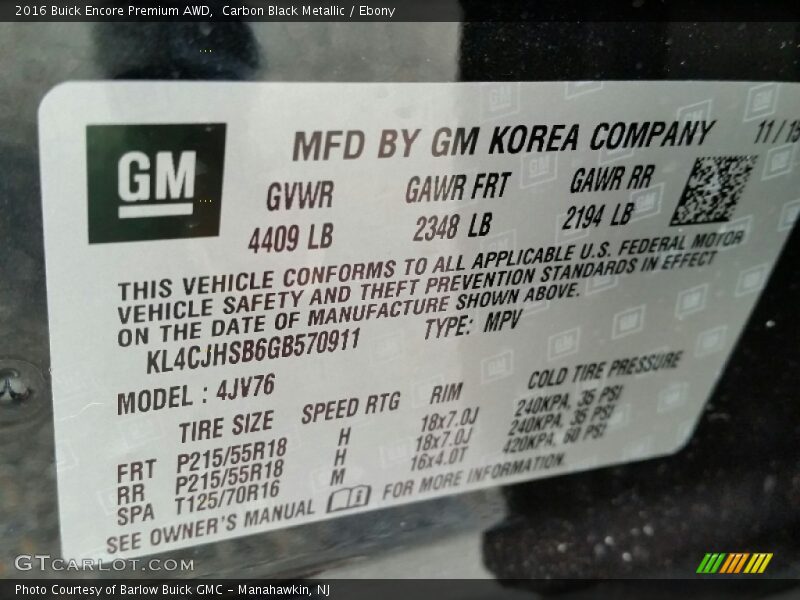 2016 Buick Encore Premium AWD,  Carbon Black Metallic / Ebony
GM
MFD BY GM KOREA COMPANY 11/15
GVWR GAWR FRT GAWR RR
4409 LB 2348 LB 2194 LB
THIS VEHICLE CONFORMS TO ALL APPLICABLE U.S. FEDERAL MOTOR
VEHICLE SAFETY AND THEFT PREVENTION STANDARDS IN EFFECT
ON THE DATE OF MANUFACTURE SHOWN ABOVE.
KL4CJHSB6GB570911 TYPE: MPV
MODEL : 4JV76
TIRE SIZE SPEED RTG RIM COLD TIRE PRESSURE
FRT P215/55R18 H 18x7.0J 240KPA, 35 PSI
RR P215/55R18 H 18x7.0J 240KPA, 35 PSI
SPA T125/70R16 M 16x4.0T 420KPA, 60 PSI
SEE OWNER'S MANUAL FOR MORE INFORMATION.
GTCARLOT.COM
Photo Courtesy of Barlow Buick GMC - Manahawkin, NJ